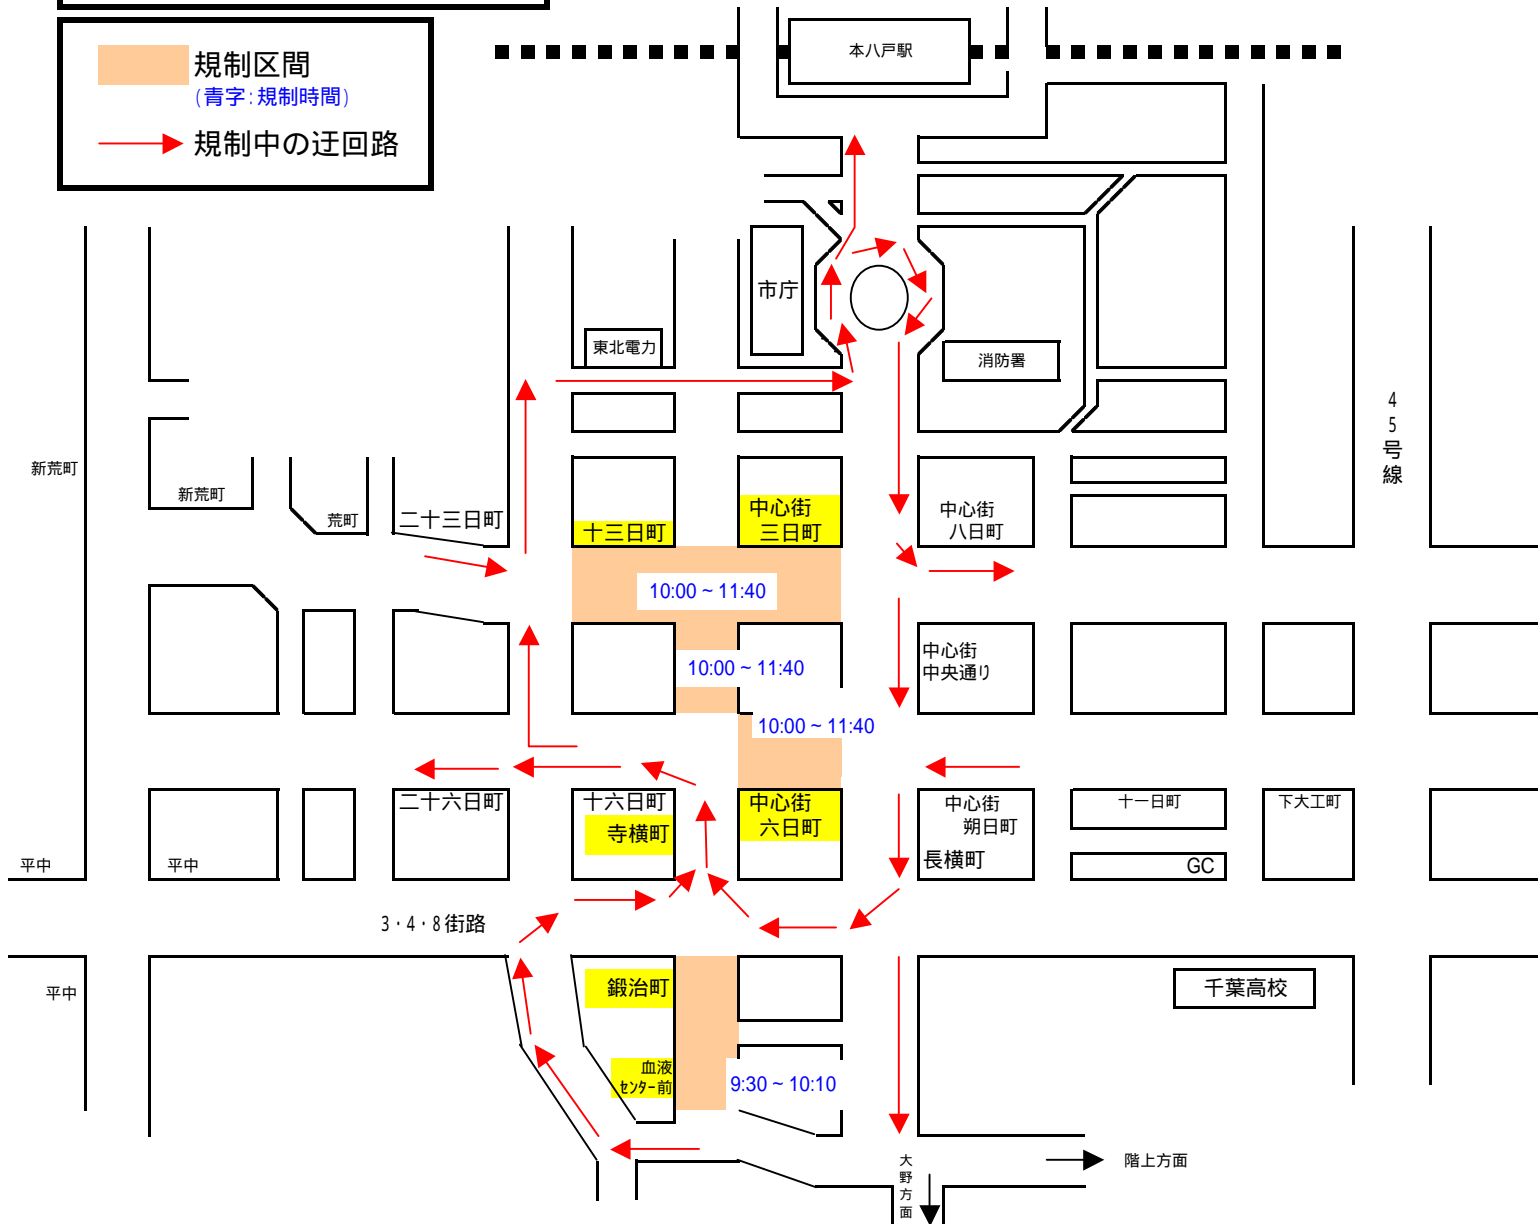 規制区間
(青字:規制時間)
規制中の迂回路
本八戸駅
市庁
東北電力
消防署
45号線
新荒町
新荒町
荒町
二十三日町
十三日町
中心街
三日町
中心街
八日町
10:00 ~ 11:40
10:00 ~ 11:40
中心街
中央通り
10:00 ~ 11:40
二十六日町
十六日町
寺横町
中心街
六日町
中心街
朔日町
長横町
十一日町
下大工町
GC
平中
平中
3・4・8街路
平中
鍛冶町
千葉高校
血液
センター前
9:30 ~ 10:10
大野方面
階上方面